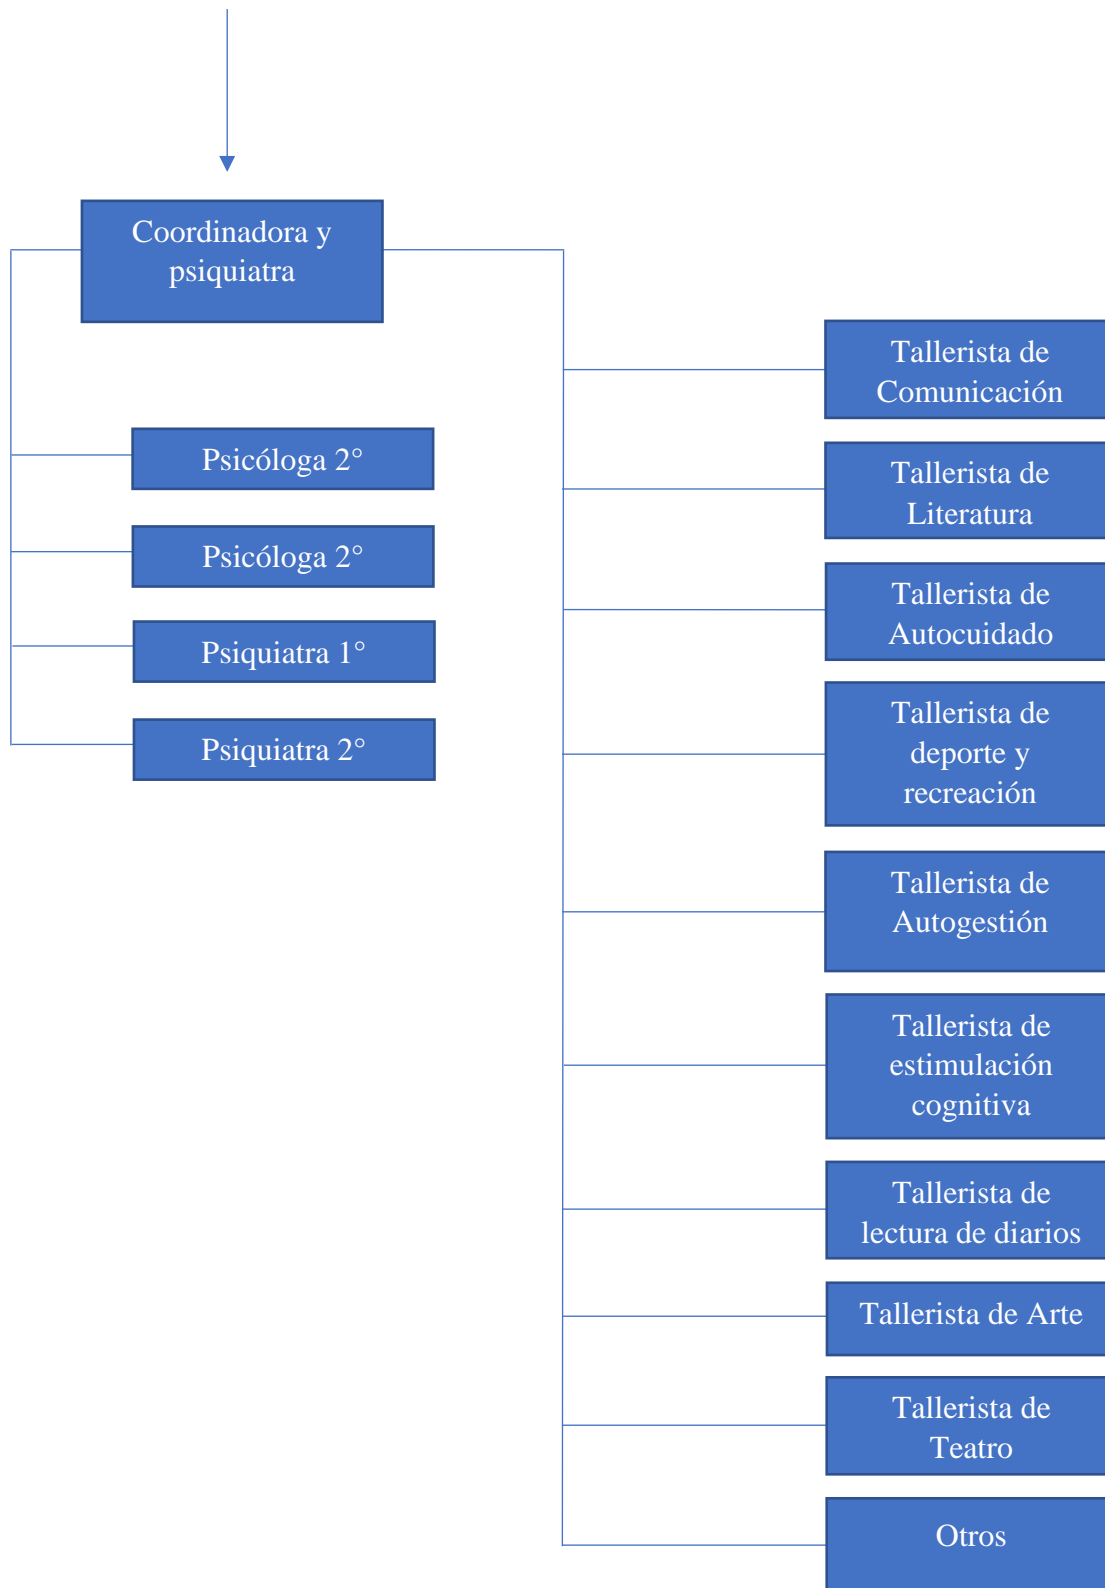 Coordinadora y
psiquiatra
Psicóloga 2°
Psicóloga 2°
Psiquiatra 1°
Psiquiatra 2°
Tallerista de
Comunicación
Tallerista de
Literatura
Tallerista de
Autocuidado
Tallerista de
deporte y
recreación
Tallerista de
Autogestión
Tallerista de
estimulación
cognitiva
Tallerista de
lectura de diarios
Tallerista de Arte
Tallerista de
Teatro
Otros